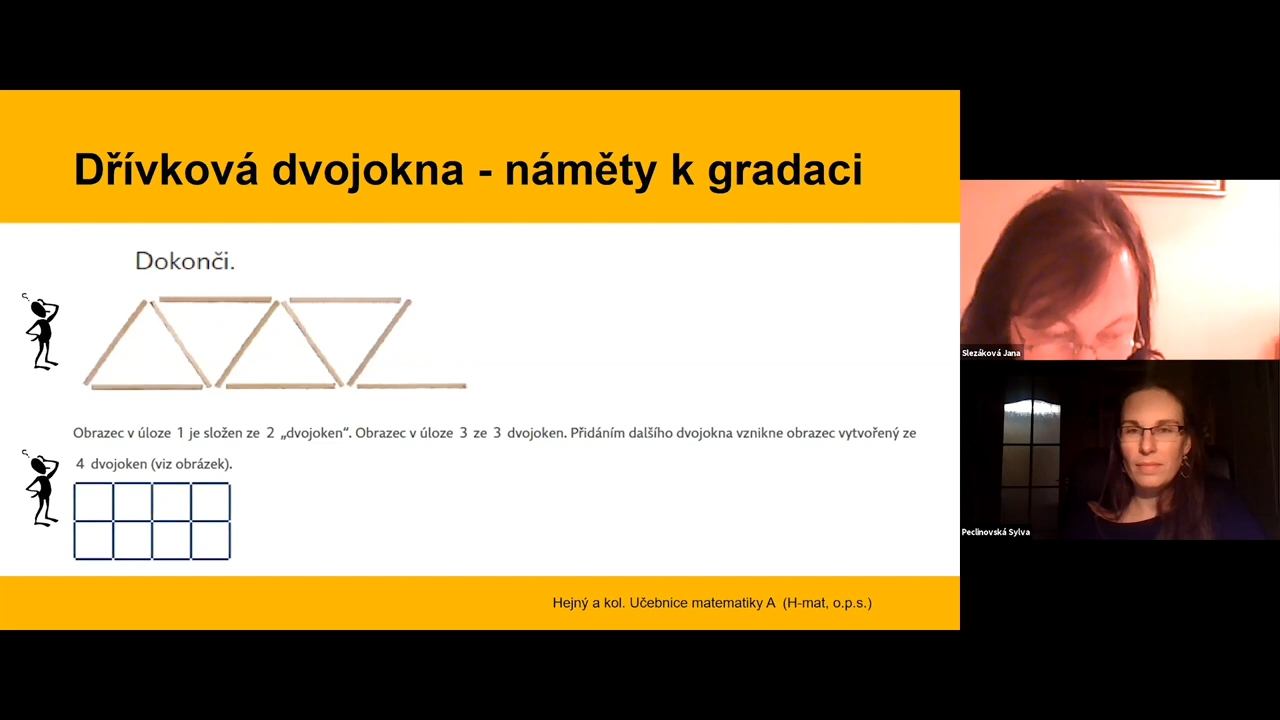 Dřívková dvojokna - náměty k gradaci
Dokonči.
Obrazec v úloze 1 je složen ze 2 „dvojoken“. Obrazec v úloze 3 ze 3 dvojoken. Přidáním dalšího dvojokna vznikne obrazec vytvořený ze
4 dvojoken (viz obrázek).
Hejný a kol. Učebnice matematiky A (H-mat, o.p.s.)
Slezáková Jana
Peclinovská Sylva